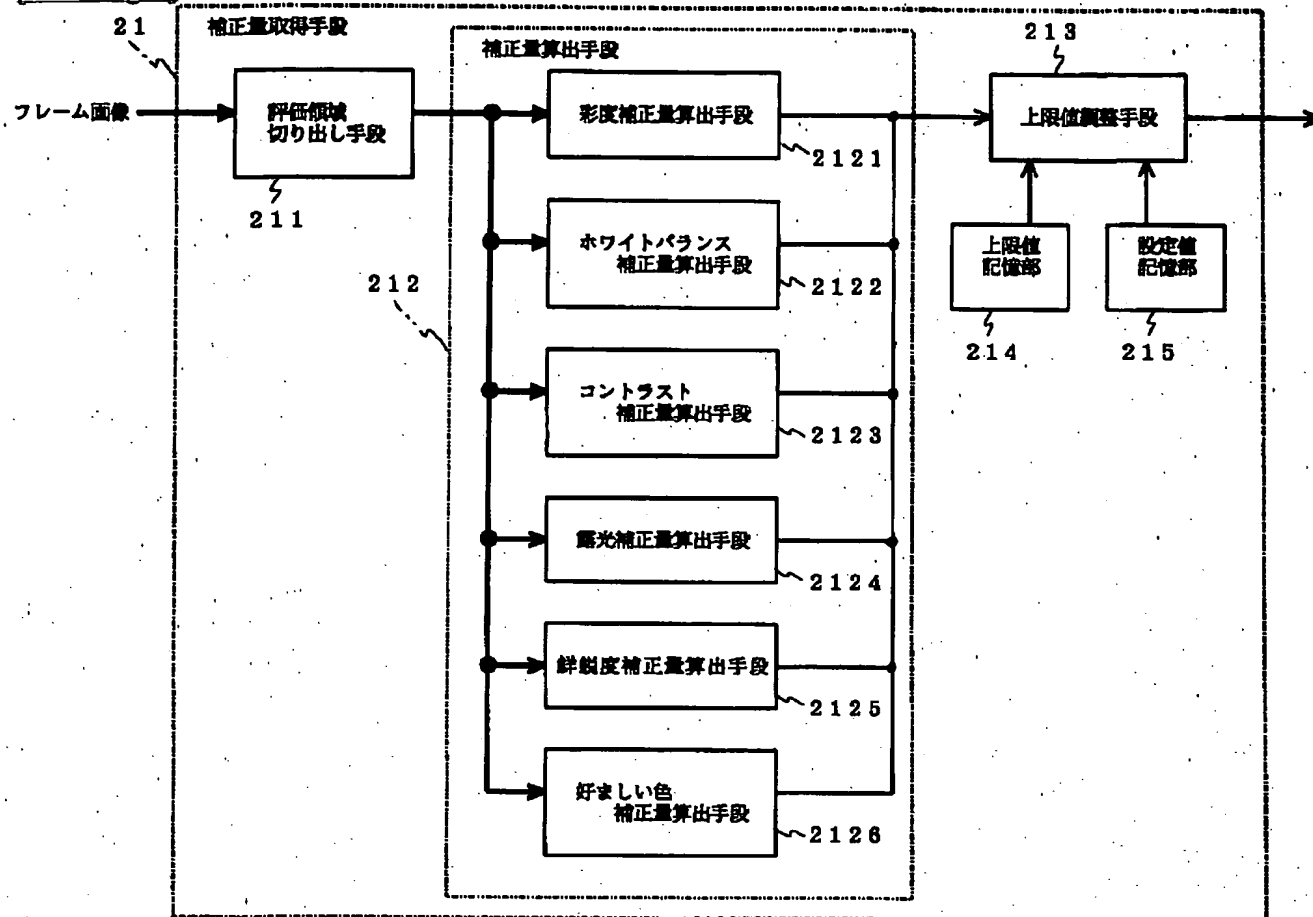 21
補正量取得手段
フレーム画像
評価領域
切り出し手段
211
補正量算出手段
212
彩度補正量算出手段
2121
ホワイトバランス
補正量算出手段
2122
コントラスト
補正量算出手段
2123
露光補正量算出手段
2124
鮮鋭度補正量算出手段
2125
好ましい色
補正量算出手段
2126
213
上限値調整手段
上限値
記憶部
214
設定値
記憶部
215